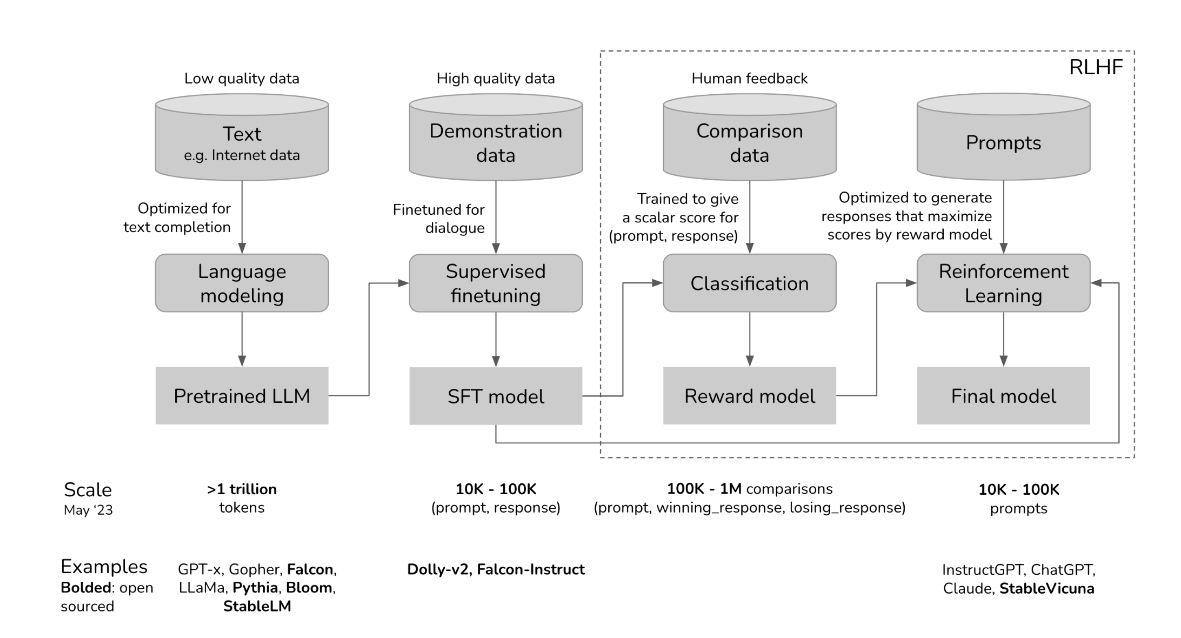 RLHF
Low quality data
High quality data
Human feedback
Text
e.g. Internet data
Demonstration
data
Comparison
data
Prompts
Optimized for
text completion
Finetuned for
dialogue
Trained to give
a scalar score for
(prompt, response)
Optimized to generate
responses that maximize
scores by reward model
Language
modeling
Supervised
finetuning
Classification
Reinforcement
Learning
Pretrained LLM
SFT model
Reward model
Final model
Scale
May ‘23
>1 trillion
tokens
10K - 100K
(prompt, response)
100K - 1M comparisons
(prompt, winning_response, losing_response)
10K - 100K
prompts
Examples
Bolded: open
sourced
GPT-x, Gopher, Falcon,
LLaMa, Pythia, Bloom,
StableLM
Dolly-v2, Falcon-Instruct
InstructGPT, ChatGPT,
Claude, StableVicuna